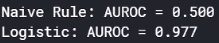 Naive Rule: AUROC = 0.500
Logistic: AUROC = 0.977